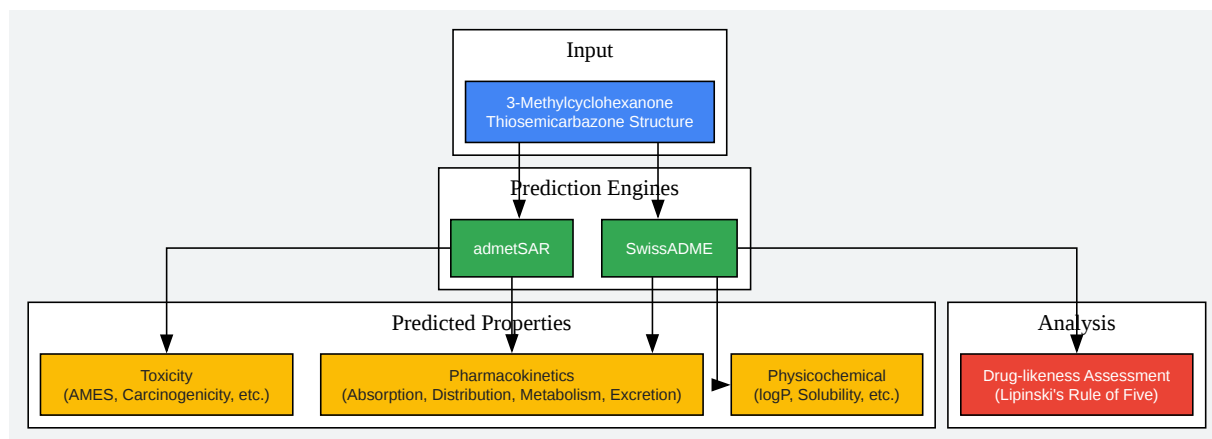 Input
3-Methylcyclohexanone
Thiosemicarbazone Structure
Prediction Engines
admetSAR
SwissADME
Predicted Properties
Analysis
Toxicity
(AMES, Carcinogenicity, etc.)
Pharmacokinetics
(Absorption, Distribution, Metabolism, Excretion)
Physicochemical
(logP, Solubility, etc.)
Drug-likeness Assessment
(Lipinski's Rule of Five)